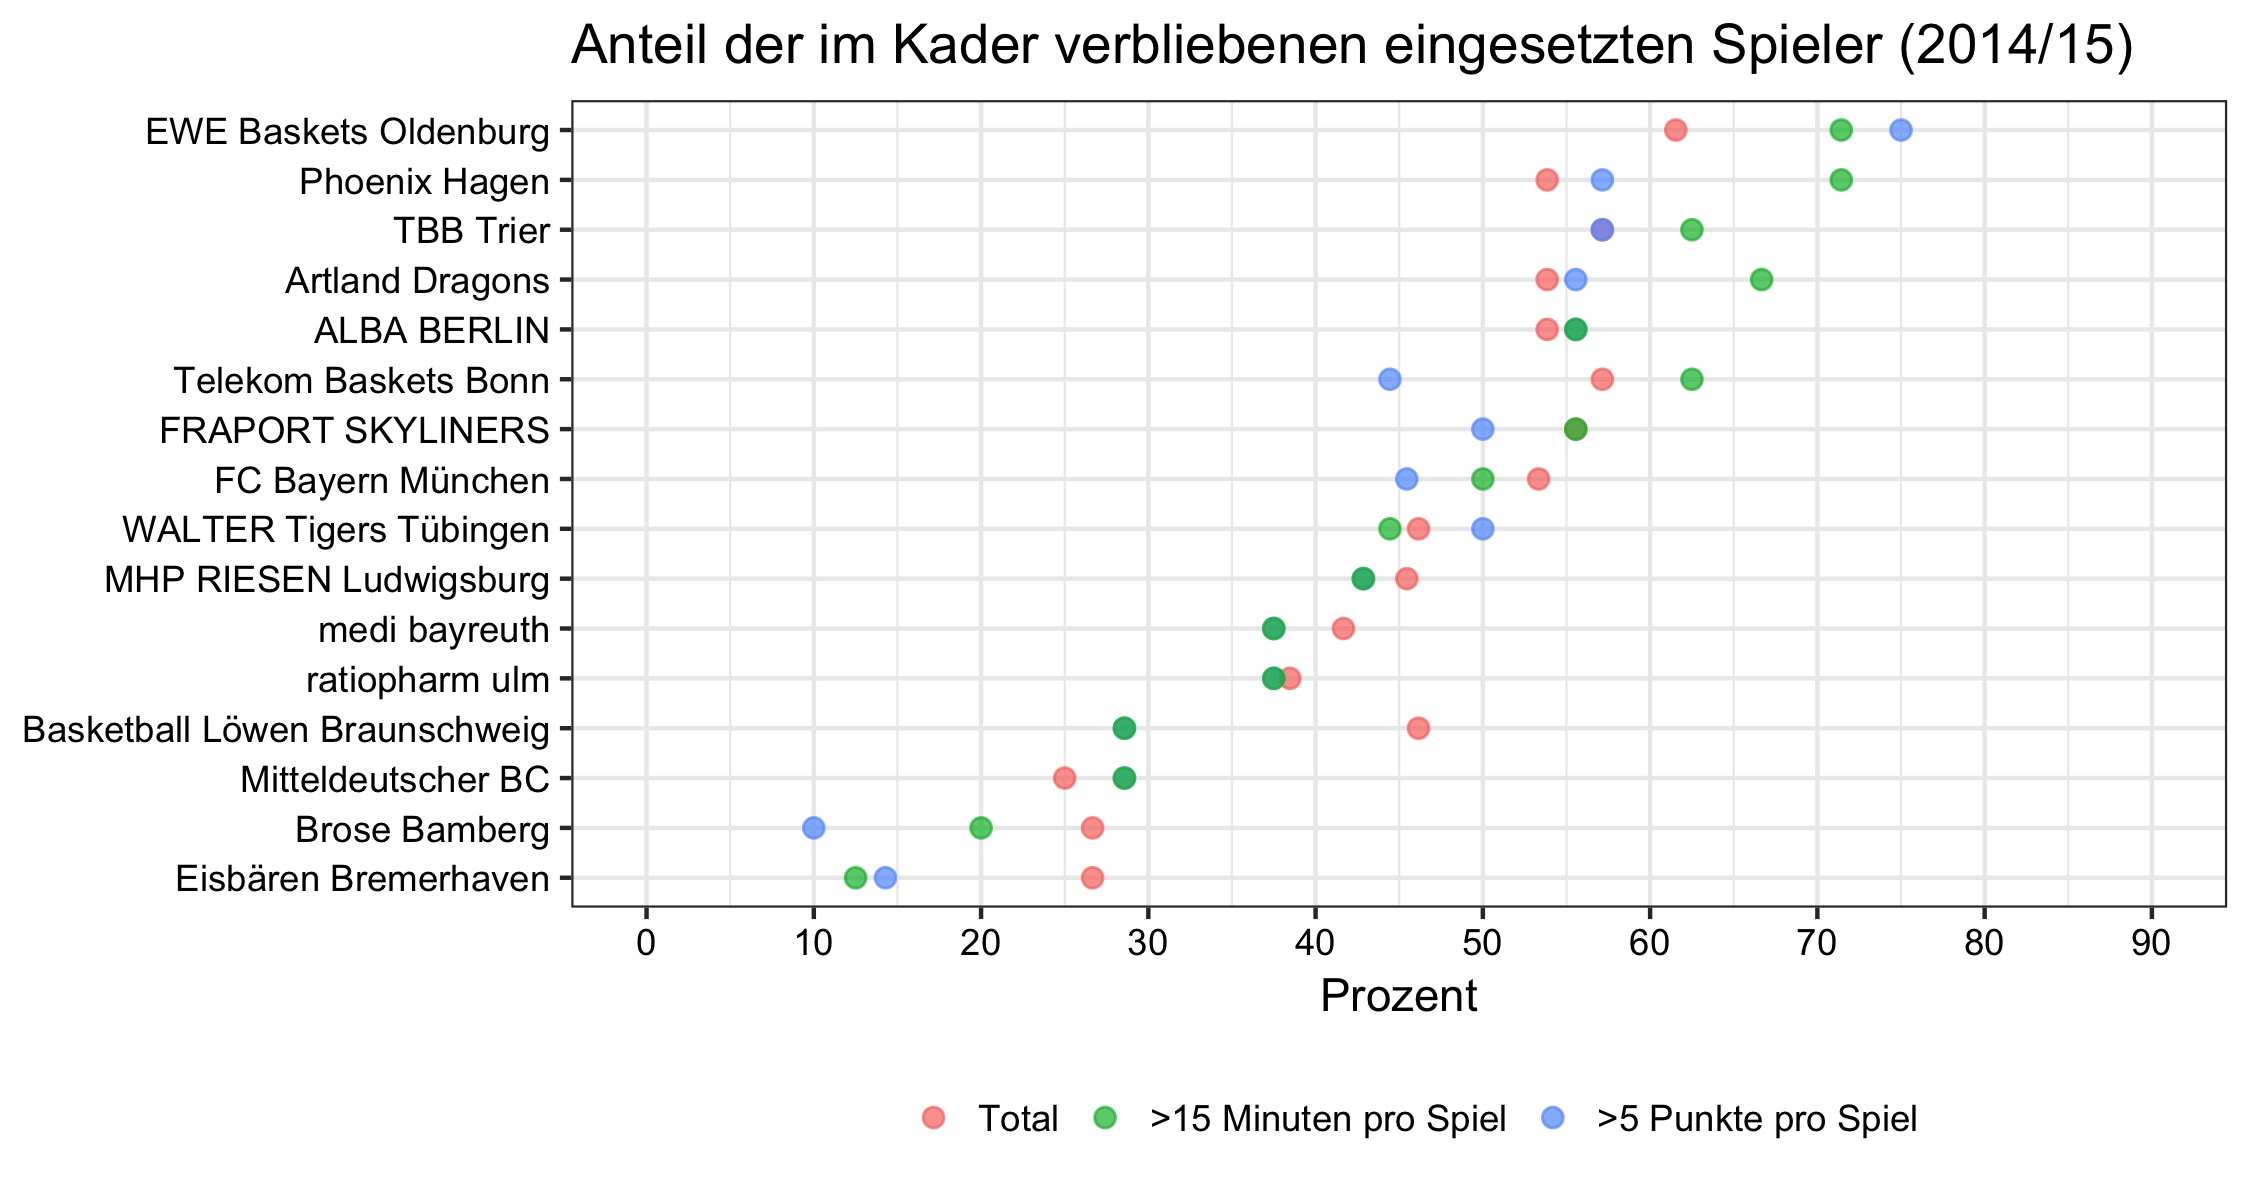 Anteil der im Kader verbliebenen eingesetzten Spieler (2014/15)
EWE Baskets Oldenburg
Phoenix Hagen
TBB Trier
Artland Dragons
ALBA BERLIN
Telekom Baskets Bonn
FRAPORT SKYLINERS
FC Bayern München
WALTER Tigers Tübingen
MHP RIESEN Ludwigsburg
medi bayreuth
ratiopharm ulm
Basketball Löwen Braunschweig
Mitteldeutscher BC
Brose Bamberg
Eisbären Bremerhaven
0 10 20 30 40 50 60 70 80 90
Prozent
Total >15 Minuten pro Spiel >5 Punkte pro Spiel